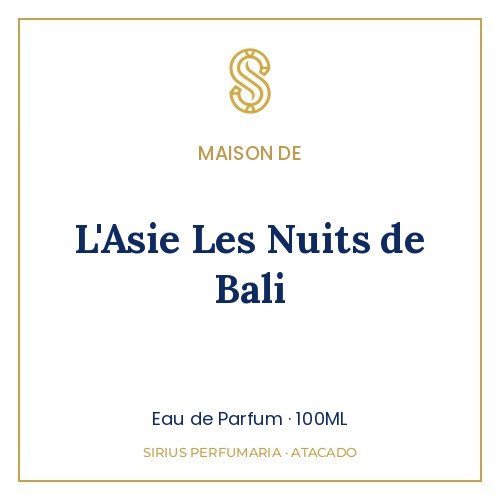 MAISON DE
L'Asie Les Nuits de
Bali
Eau de Parfum · 100ML
SIRIUS PERFUMARIA · ATACADO